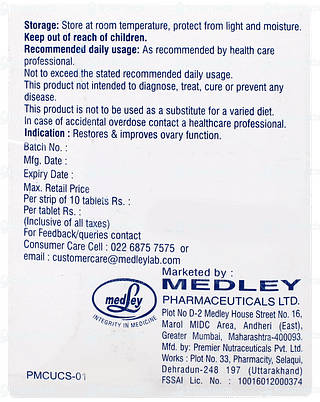 Storage: Store at room temperature, protect from light and moisture.
Keep out of reach of children.
Recommended daily usage: As recommended by health care
professional.
Not to exceed the stated recommended daily usage.
This product not intended to diagnose, treat, cure or prevent any
disease.
This product is not to be used as a substitute for a varied diet.
In case of accidental overdose contact a healthcare professional.
Indication : Restores & improves ovary function.
Batch No. :
Mfg. Date :
Expiry Date :
Max. Retail Price
Per strip of 10 tablets Rs. :
Per tablet Rs. :
(Inclusive of all taxes)
For Feedback/queries contact
Consumer Care Cell : 022 6875 7575 or
email : customercare@medleylab.com
Marketed by :
MEDLEY
PHARMACEUTICALS LTD.
Plot No D-2 Medley House Street No. 16,
Marol MIDC Area, Andheri (East),
Greater Mumbai, Maharashtra-400093.
Mfd. by: Premier Nutraceuticals Pvt. Ltd.
Works : Plot No. 33, Pharmacity, Selaqui,
Dehradun-248 197 (Uttarakhand)
FSSAI Lic. No. : 10016012000374
medley
INTEGRITY IN MEDICINE
PMCUCS-01